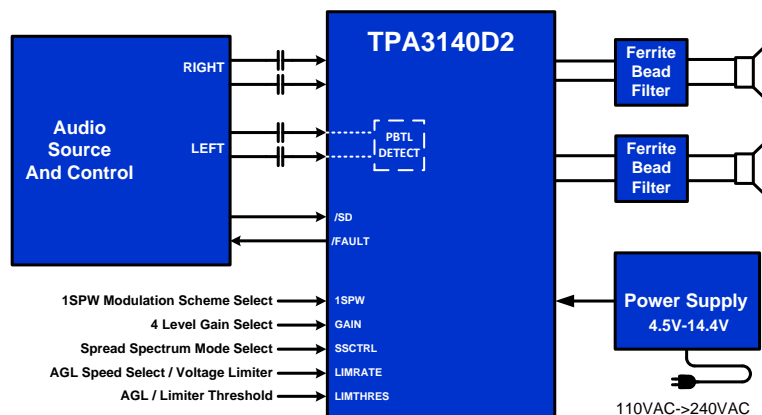 TPA3140D2
RIGHT
LEFT
Audio
Source
And Control
PBTL
DETECT
/SD
/FAULT
Ferrite
Bead
Filter
Ferrite
Bead
Filter
1SPW Modulation Scheme Select
1SPW
4 Level Gain Select
GAIN
Spread Spectrum Mode Select
SSCTRL
AGL Speed Select / Voltage Limiter
LIMRATE
AGL / Limiter Threshold
LIMTHRES
Power Supply
4.5V-14.4V
110VAC->240VAC